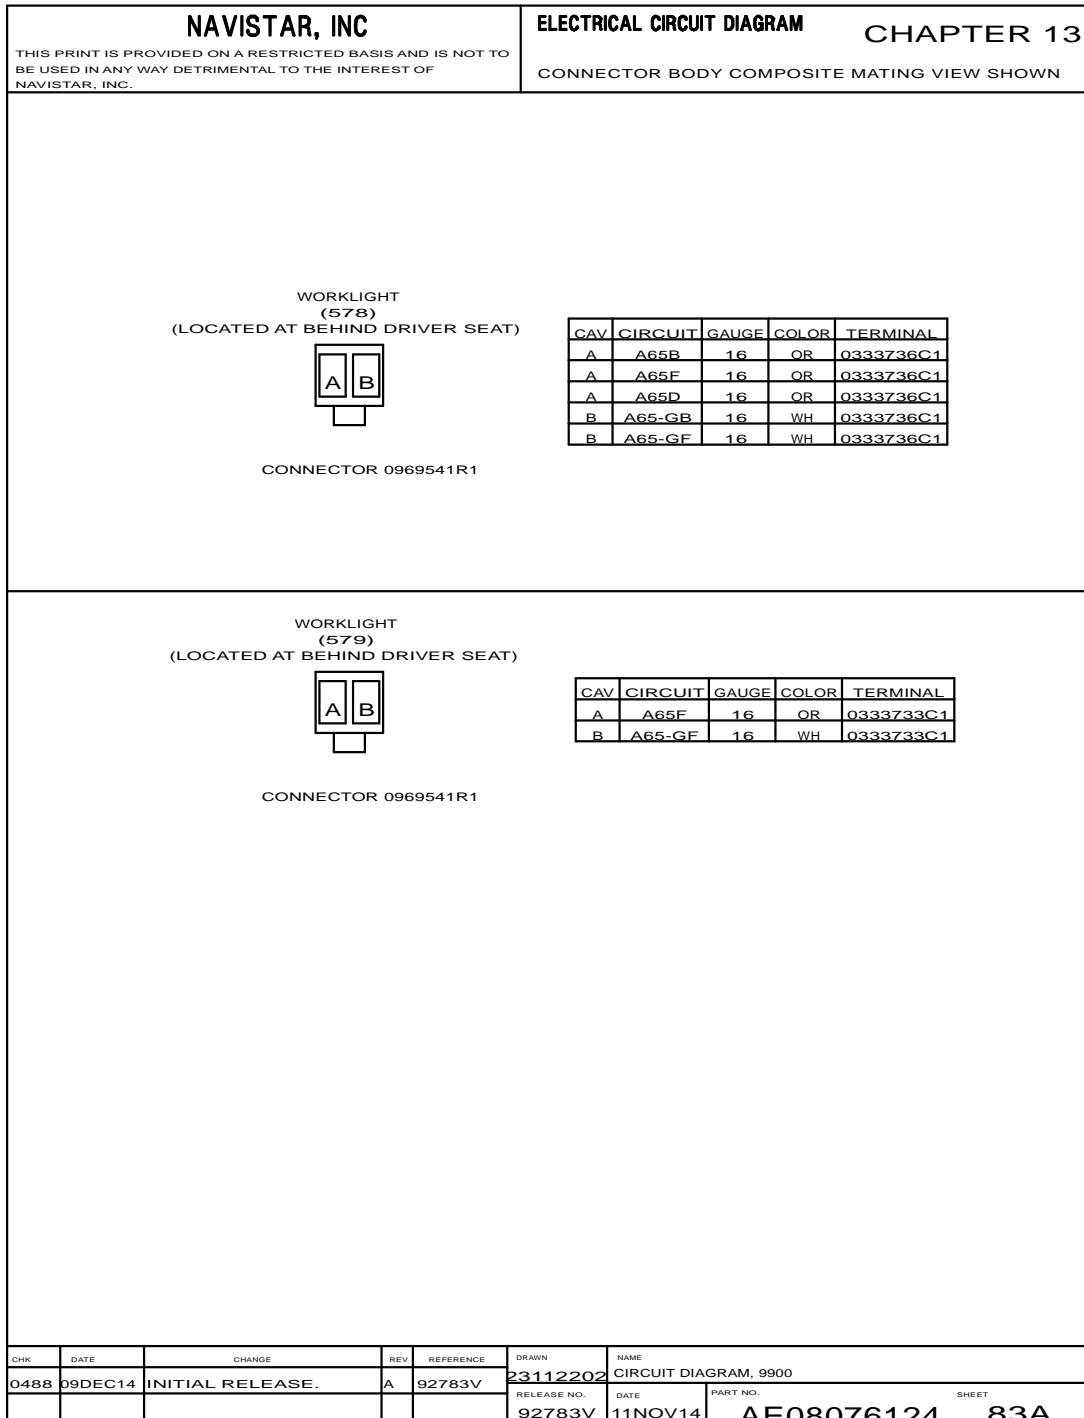 NAVISTAR, INC
THIS PRINT IS PROVIDED ON A RESTRICTED BASIS AND IS NOT TO
BE USED IN ANY WAY DETRIMENTAL TO THE INTEREST OF
NAVISTAR, INC.
ELECTRICAL CIRCUIT DIAGRAM
CHAPTER 13
CONNECTOR BODY COMPOSITE MATING VIEW SHOWN
WORKLIGHT
(578)
(LOCATED AT BEHIND DRIVER SEAT)
A B
CONNECTOR 0969541R1
CAV CIRCUIT GAUGE COLOR TERMINAL
A A65B 16 OR 0333736C1
A A65F 16 OR 0333736C1
A A65D 16 OR 0333736C1
B A65-GB 16 WH 0333736C1
B A65-GF 16 WH 0333736C1
WORKLIGHT
(579)
(LOCATED AT BEHIND DRIVER SEAT)
A B
CONNECTOR 0969541R1
CAV CIRCUIT GAUGE COLOR TERMINAL
A A65F 16 OR 0333733C1
B A65-GF 16 WH 0333733C1
CHK DATE CHANGE REV REFERENCE
0488 09DEC14 INITIAL RELEASE. A 92783V
DRAWN
23112202
NAME
CIRCUIT DIAGRAM, 9900
RELEASE NO.
92783V
DATE
11NOV14
PART NO.
AE08076124
SHEET
83A